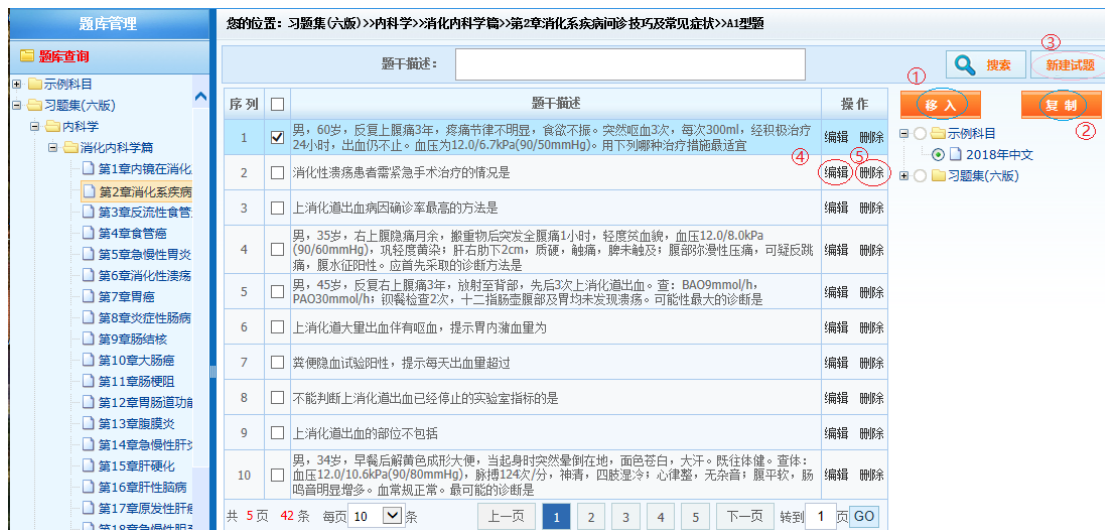 题库管理
您的位置：习题集(六版)>>内科学>>消化内科学篇>>第2章消化系疾病问诊技巧及常见症状>>A1型题
题库查询
示例科目
习题集(六版)
内科学
消化内科学篇
第1章内镜在消化
第2章消化系疾病
第3章反流性食管
第4章食管癌
第5章急慢性胃炎
第6章消化性溃疡
第7章胃癌
第8章炎症性肠病
第9章肠结核
第10章大肠癌
第11章肠梗阻
第12章胃肠道功能
第13章腹膜炎
第14章急慢性肝炎
第15章肝硬化
第16章肝性脑病
第17章原发性肝癌
题干描述：
搜索
③
新建试题
序列 题干描述 操作
1 男，60岁，反复上腹痛3年，疼痛节律不明显，食欲不振。突然呕血3次，每次300ml，经积极治疗
24小时，出血仍不止。血压为12.0/6.7kPa(90/50mmHg)。用下列哪种治疗措施最适宜
编辑 删除
2 消化性溃疡患者需紧急手术治疗的情况是 ④ 编辑 ⑤ 删除
3 上消化道出血病因确诊率最高的方法是 编辑 删除
4 男，35岁，右上腹隐痛月余，搬重物后突发全腹痛1小时，轻度贫血貌，血压12.0/8.0kPa
(90/60mmHg)，巩轻度黄染；肝右肋下2cm，质硬，触痛，脾未触及；腹部弥漫性压痛，可疑反跳
痛，腹水征阳性。应首先采取的诊断方法是
编辑 删除
5 男，45岁，反复右上腹痛3年，放射至背部，先后3次上消化道出血。查：BAO9mmol/h，
PAO30mmol/h；钡餐检查2次，十二指肠壶腹部及胃均未发现溃疡。可能性最大的诊断是
编辑 删除
6 上消化道大量出血伴有呕血，提示胃内潴血量为 编辑 删除
7 粪便隐血试验阳性，提示每天出血量超过 编辑 删除
8 不能判断上消化道出血已经停止的实验室指标的是 编辑 删除
9 上消化道出血的部位不包括 编辑 删除
10 男，34岁，早餐后解黄色成形大便，当起身时突然晕倒在地，面色苍白，大汗。既往体健。查体：
血压12.0/10.6kPa(90/80mmHg)，脉搏124次/分，神清，四肢湿冷；心律整，无杂音；腹平软，肠
鸣音明显增多。血常规正常。最可能的诊断是
编辑 删除
共 5页 42条 每页 10 条 上一页 1 2 3 4 5 下一页 转到 1 页 GO
①
移入
复制
②
示例科目
2018年中文
习题集(六版)